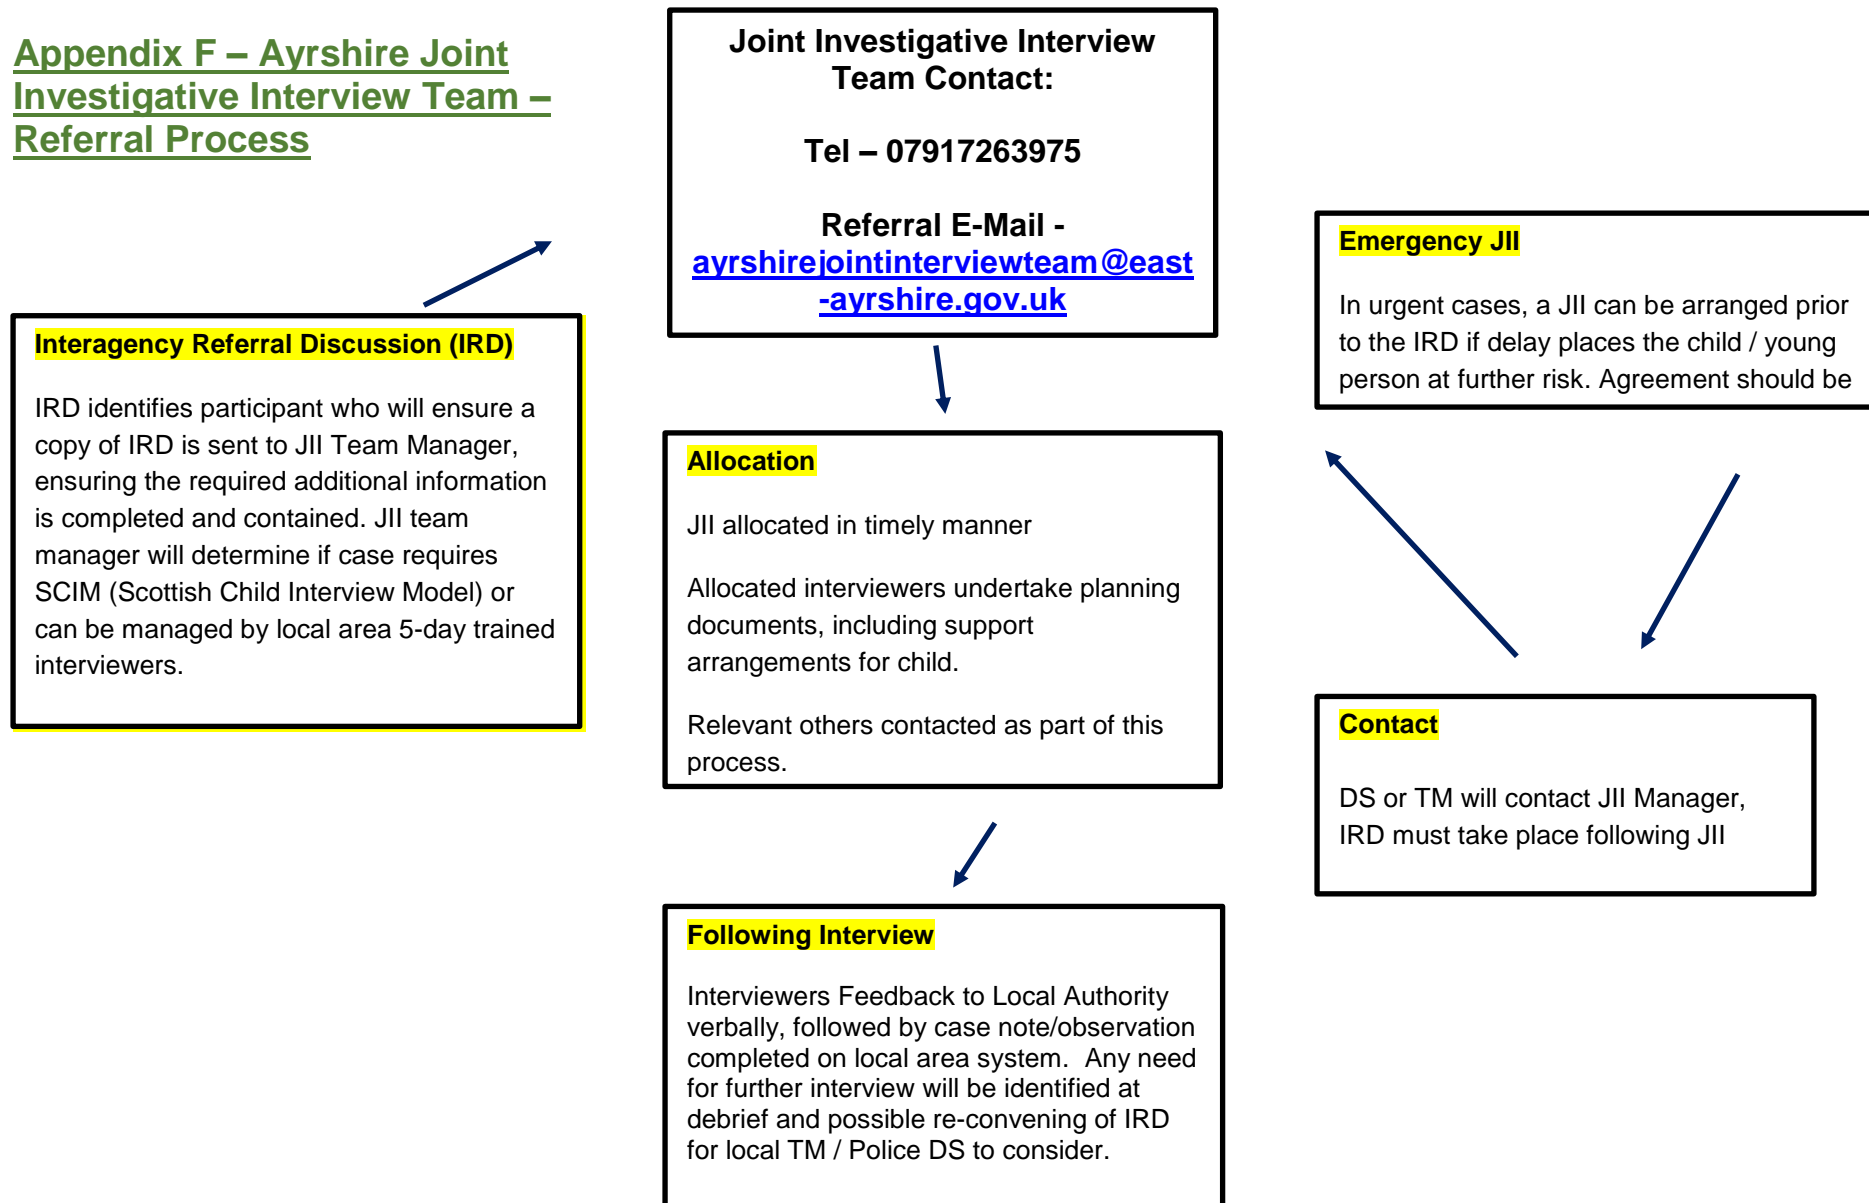 Appendix F – Ayrshire Joint
Investigative Interview Team –
Referral Process
Joint Investigative Interview
Team Contact:
Tel – 07917263975
Referral E-Mail -
ayrshirejointinterviewteam@east
-ayrshire.gov.uk
Interagency Referral Discussion (IRD)
IRD identifies participant who will ensure a
copy of IRD is sent to JII Team Manager,
ensuring the required additional information
is completed and contained. JII team
manager will determine if case requires
SCIM (Scottish Child Interview Model) or
can be managed by local area 5-day trained
interviewers.
Allocation
JII allocated in timely manner
Allocated interviewers undertake planning
documents, including support
arrangements for child.
Relevant others contacted as part of this
process.
Following Interview
Interviewers Feedback to Local Authority
verbally, followed by case note/observation
completed on local area system.  Any need
for further interview will be identified at
debrief and possible re-convening of IRD
for local TM / Police DS to consider.
Emergency JII
In urgent cases, a JII can be arranged prior
to the IRD if delay places the child / young
person at further risk. Agreement should be
Contact
DS or TM will contact JII Manager,
IRD must take place following JII